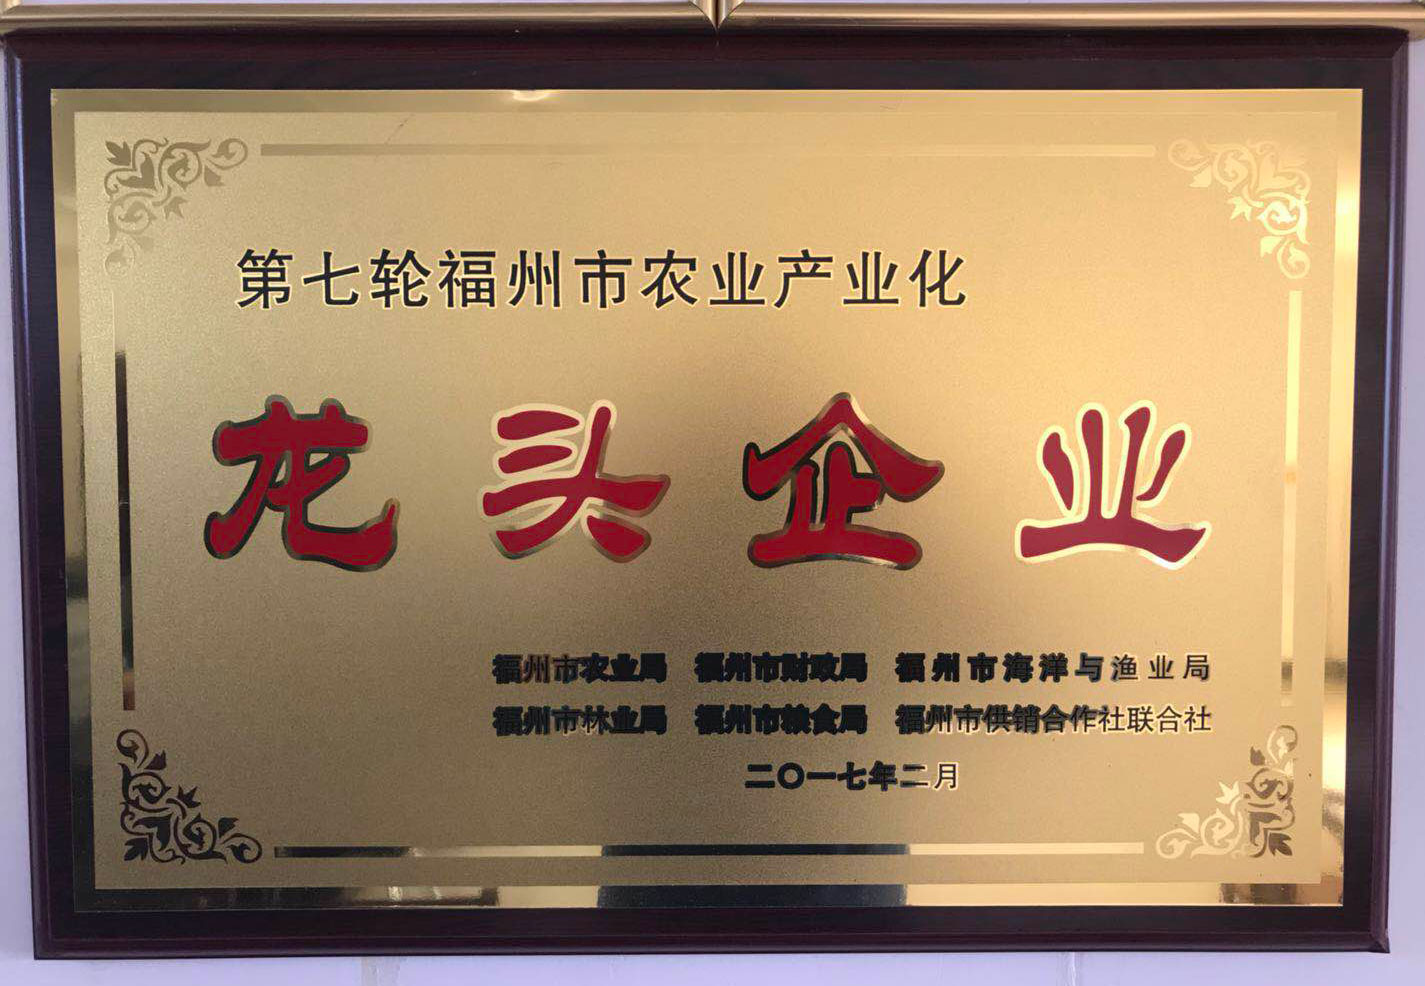 第七轮福州市农业产业化
龙头企业
福州市农业局 福州市财政局 福州市海洋与渔业局
福州市林业局 福州市粮食局 福州市供销合作社联合社
二〇一七年二月